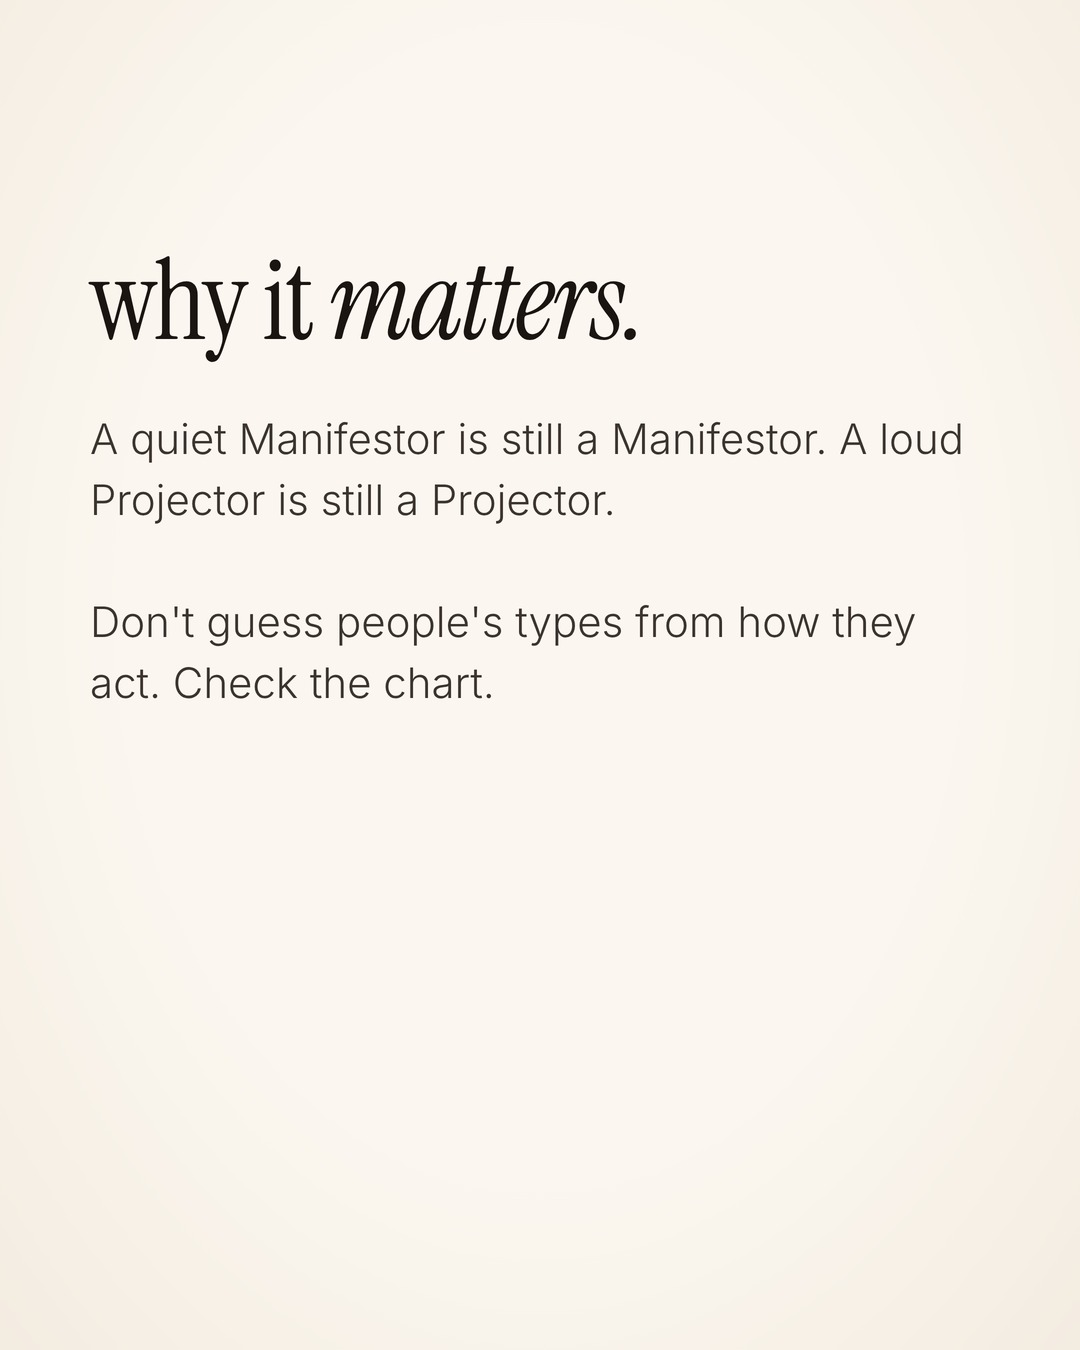 why it matters.
A quiet Manifestor is still a Manifestor. A loud
Projector is still a Projector.
Don't guess people's types from how they
act. Check the chart.